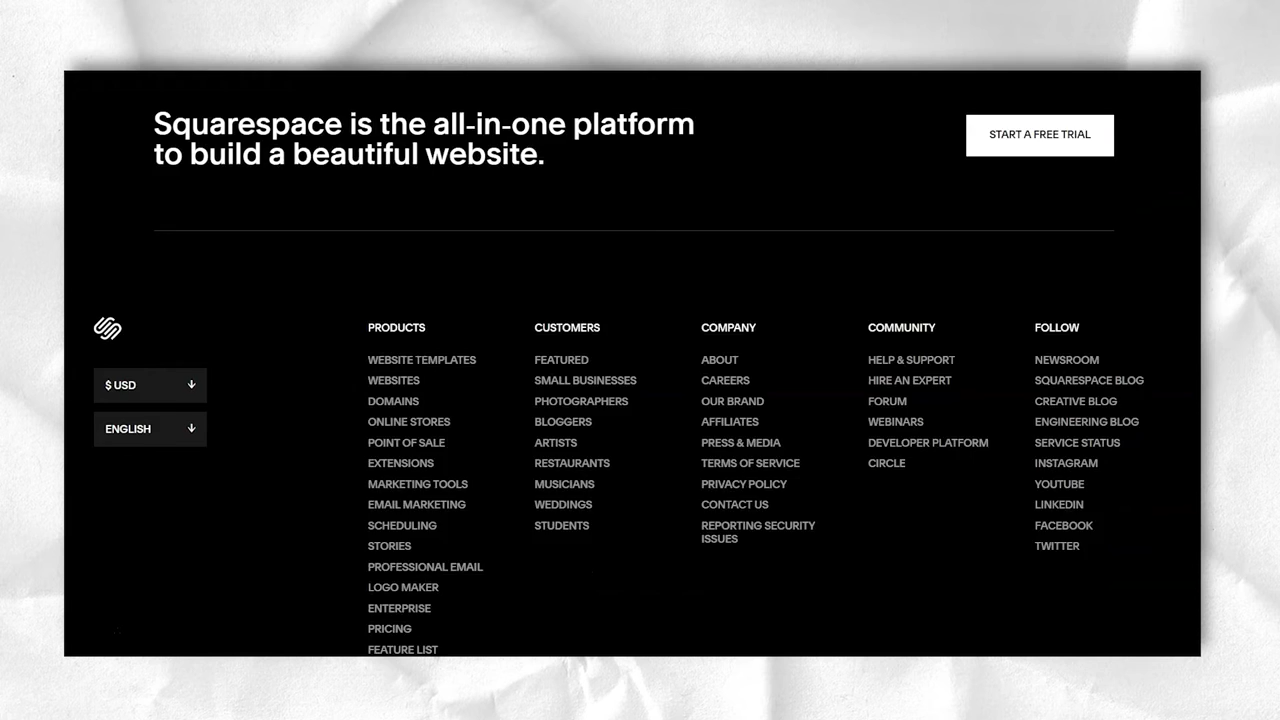 Squarespace is the all-in-one platform
to build a beautiful website.
START A FREE TRIAL
$ USD
ENGLISH
PRODUCTS
WEBSITE TEMPLATES
WEBSITES
DOMAINS
ONLINE STORES
POINT OF SALE
EXTENSIONS
MARKETING TOOLS
EMAIL MARKETING
SCHEDULING
STORIES
PROFESSIONAL EMAIL
LOGO MAKER
ENTERPRISE
PRICING
FEATURE LIST
CUSTOMERS
FEATURED
SMALL BUSINESSES
PHOTOGRAPHERS
BLOGGERS
ARTISTS
RESTAURANTS
MUSICIANS
WEDDINGS
STUDENTS
COMPANY
ABOUT
CAREERS
OUR BRAND
AFFILIATES
PRESS & MEDIA
TERMS OF SERVICE
PRIVACY POLICY
CONTACT US
REPORTING SECURITY
ISSUES
COMMUNITY
HELP & SUPPORT
HIRE AN EXPERT
FORUM
WEBINARS
DEVELOPER PLATFORM
CIRCLE
FOLLOW
NEWSROOM
SQUARESPACE BLOG
CREATIVE BLOG
ENGINEERING BLOG
SERVICE STATUS
INSTAGRAM
YOUTUBE
LINKEDIN
FACEBOOK
TWITTER